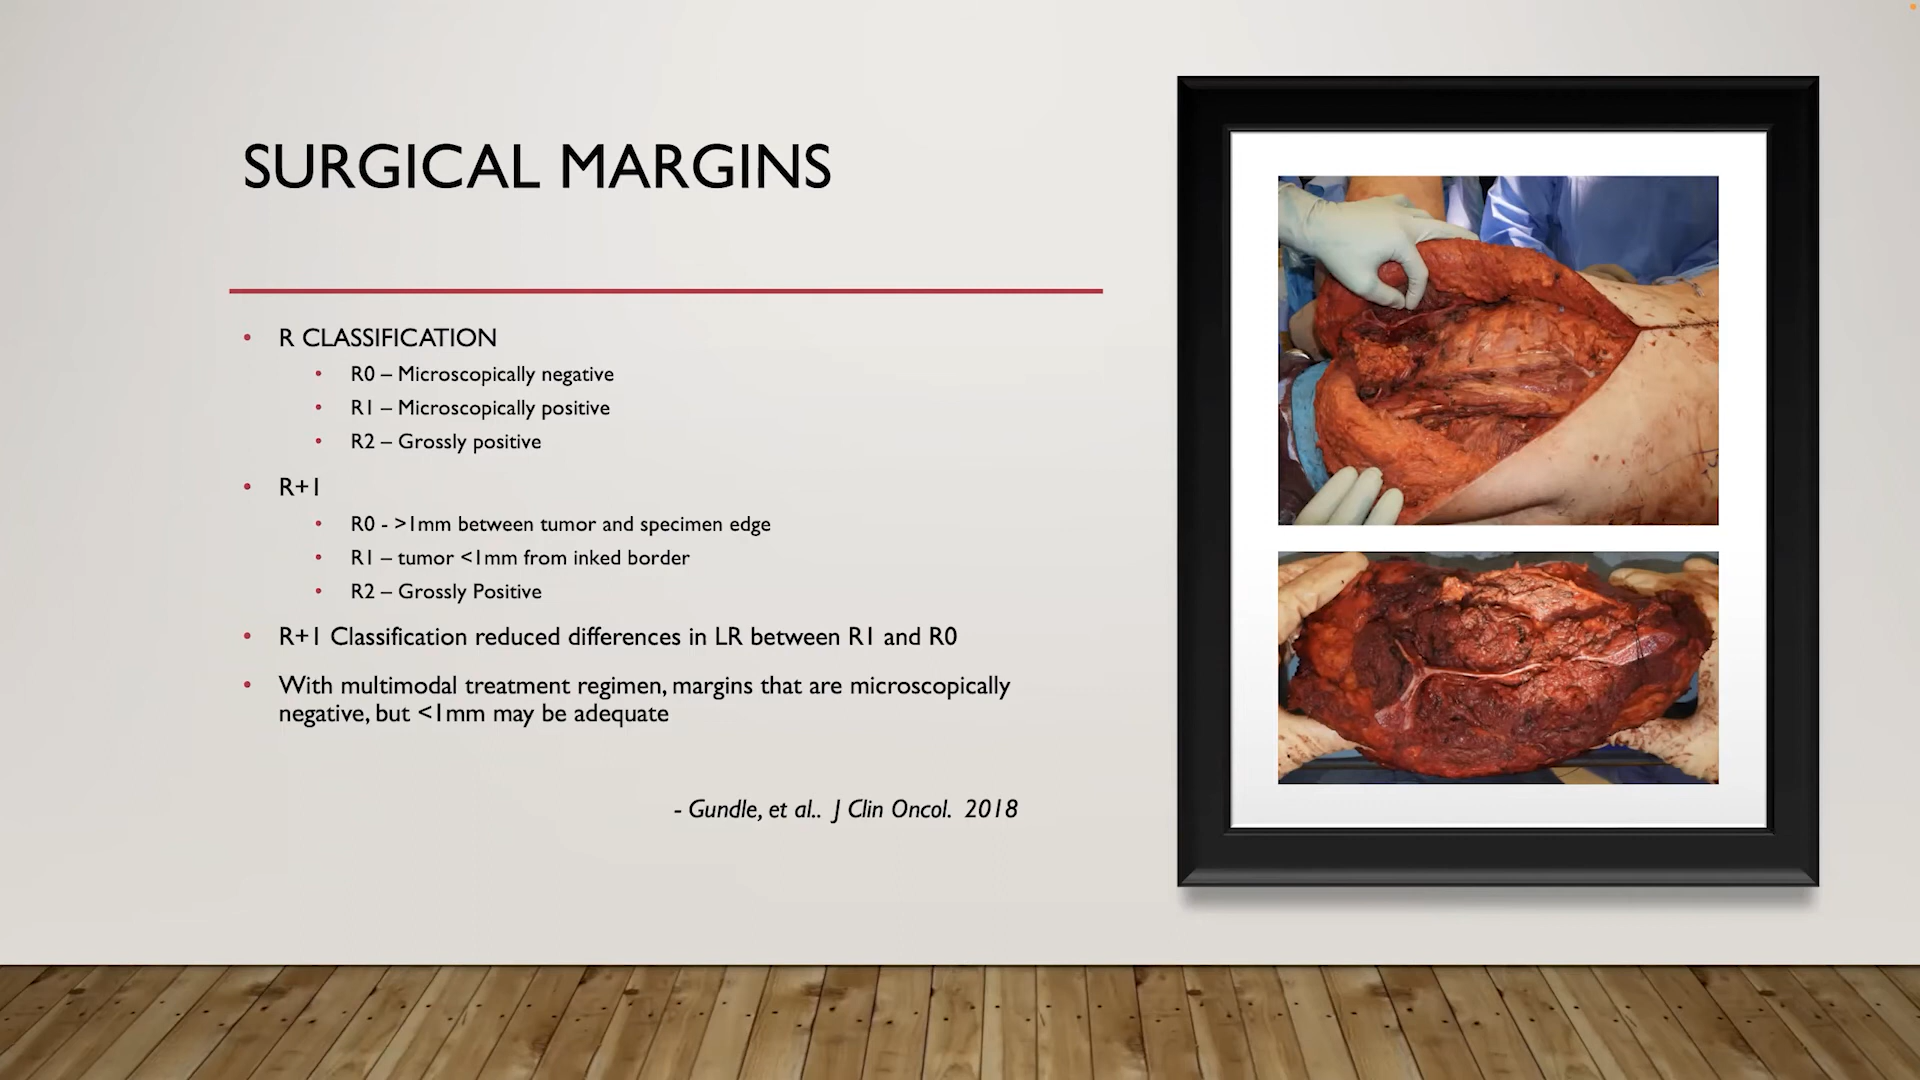 SURGICAL MARGINS
• R CLASSIFICATION
• R0 – Microscopically negative
• R1 – Microscopically positive
• R2 – Grossly positive
• R+1
• R0 - >1mm between tumor and specimen edge
• R1 – tumor <1mm from inked border
• R2 – Grossly Positive
• R+1 Classification reduced differences in LR between R1 and R0
• With multimodal treatment regimen, margins that are microscopically
negative, but <1mm may be adequate
- Gundle, et al.. J Clin Oncol. 2018